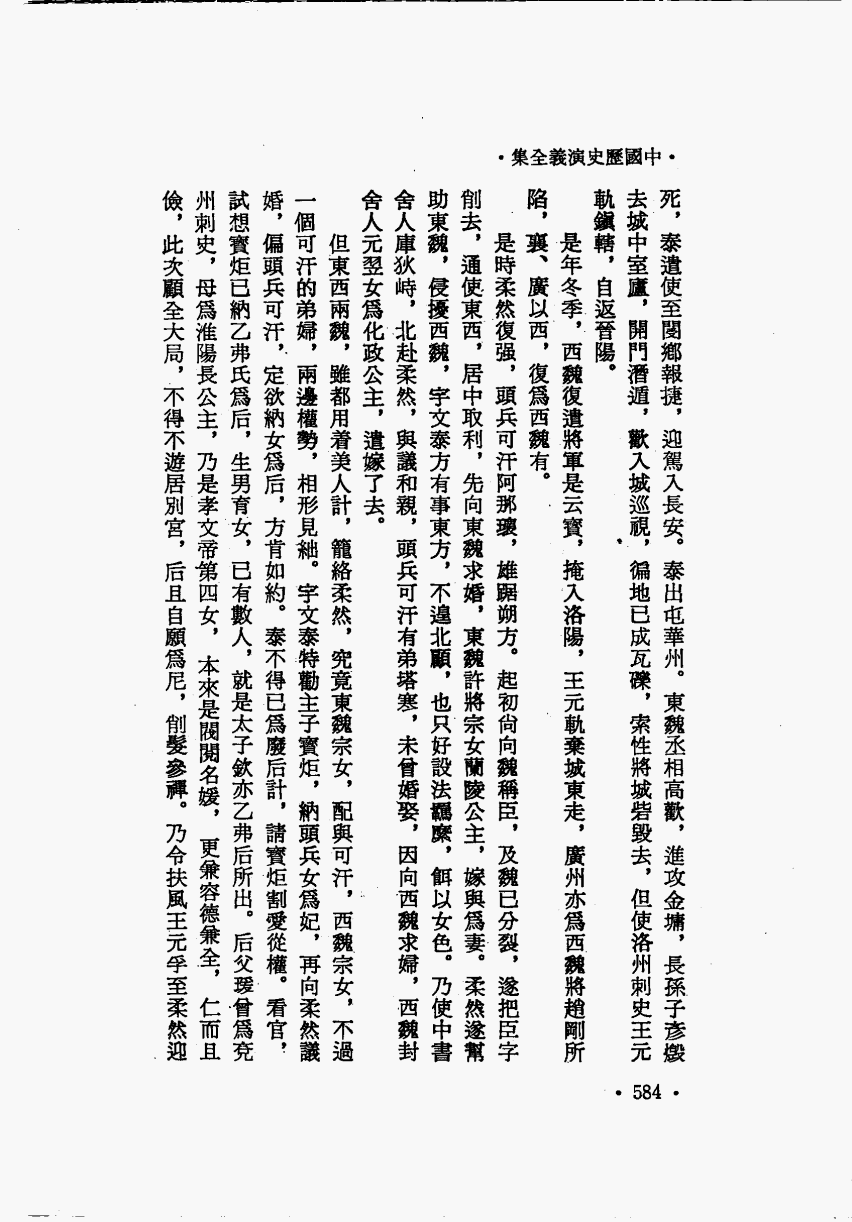 ·中國歷史演義全集·
死，泰遣使至閿鄉報捷，迎駕入長安。泰出屯華州。東魏丞相高歡，進攻金墉，長孫子彥燬
去城中室廬，開門潛遁，歡入城巡視，徧地已成瓦礫，索性將城砦毀去，但使洛州刺史王元
軌鎭轄，自返晉陽。
是年冬季，西魏復遣將軍是云寶，掩入洛陽，王元軌棄城東走，廣州亦爲西魏將趙剛所
陷，襄、廣以西，復爲西魏有。
是時柔然復强，頭兵可汗阿那瓌，雄踞朔方。起初尙向魏稱臣，及魏已分裂，遂把臣字
削去，通使東西，居中取利，先向東魏求婚，東魏許將宗女蘭陵公主，嫁與爲妻。柔然遂幫
助東魏，侵擾西魏，宇文泰方有事東方，不遑北顧，也只好設法羈縻，餌以女色。乃使中書
舍人庫狄峙，北赴柔然，與議和親，頭兵可汗有弟塔寒，未曾婚娶，因向西魏求婦，西魏封
舍人元翌女爲化政公主，遣嫁了去。
但東西兩魏，雖都用着美人計，籠絡柔然，究竟東魏宗女，配與可汗，西魏宗女，不過
一個可汗的弟婦，兩邊權勢，相形見絀。宇文泰特勸主子寶炬，納頭兵女爲妃，再向柔然議
婚，偏頭兵可汗，定欲納女爲后，方肯如約。泰不得已爲廢后計，請寶炬割愛從權。看官，
試想寶炬已納乙弗氏爲后，生男育女，已有數人，就是太子欽亦乙弗后所出。后父瑗曾爲兗
州刺史，母爲淮陽長公主，乃是孝文帝第四女，本來是閥閱名媛，更兼容德兼全，仁而且
儉，此次顧全大局，不得不遊居別宮，后且自願爲尼，削髮參禪。乃令扶風王元孚至柔然迎
·584·